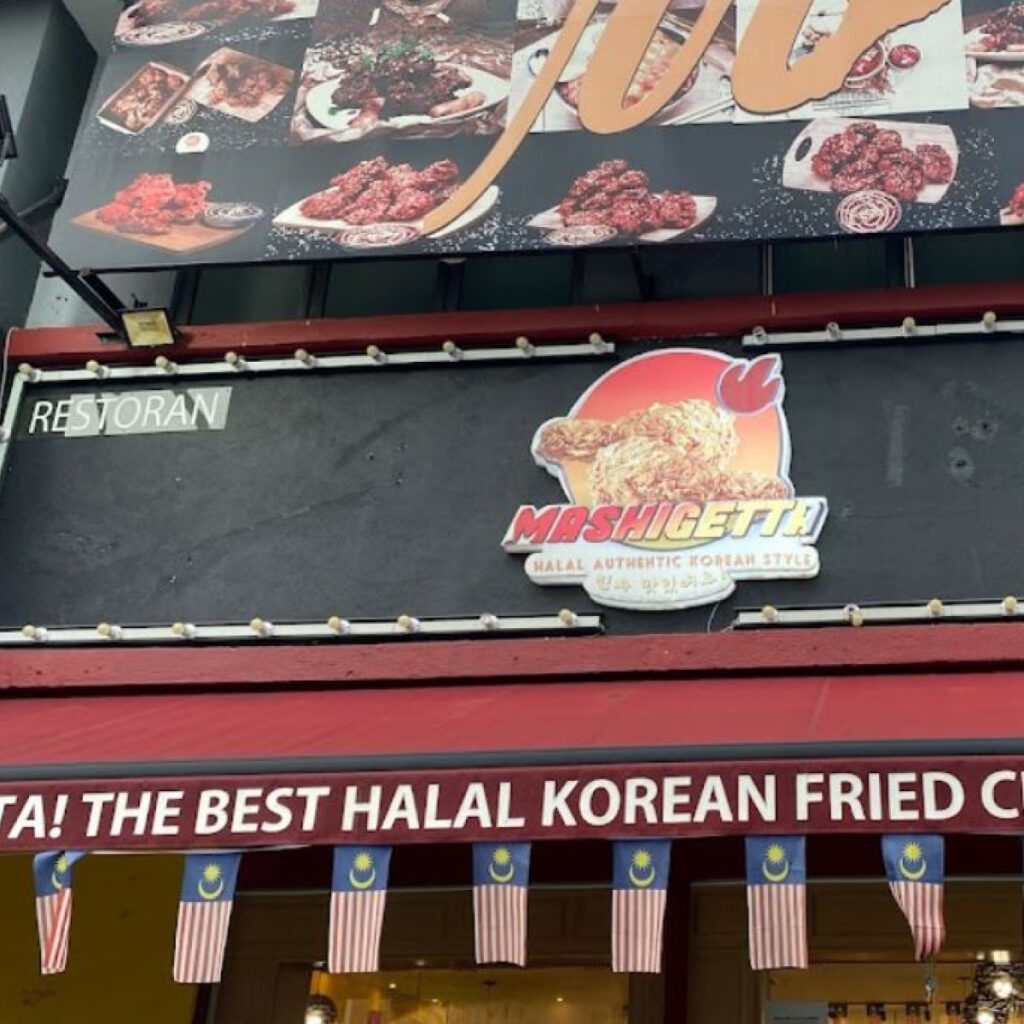 RESTORAN
MASHIGETTA
HALAL AUTHENTIC KOREAN STYLE
TA! THE BEST HALAL KOREAN FRIED C